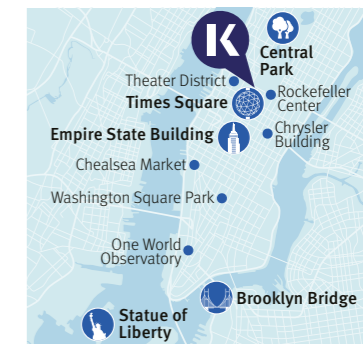 K
Central
Park
Theater District
Rockefeller
Center
Times Square
Chrysler
Building
Empire State Building
Chealsea Market
Washington Square Park
One World
Observatory
Brooklyn Bridge
Statue of
Liberty